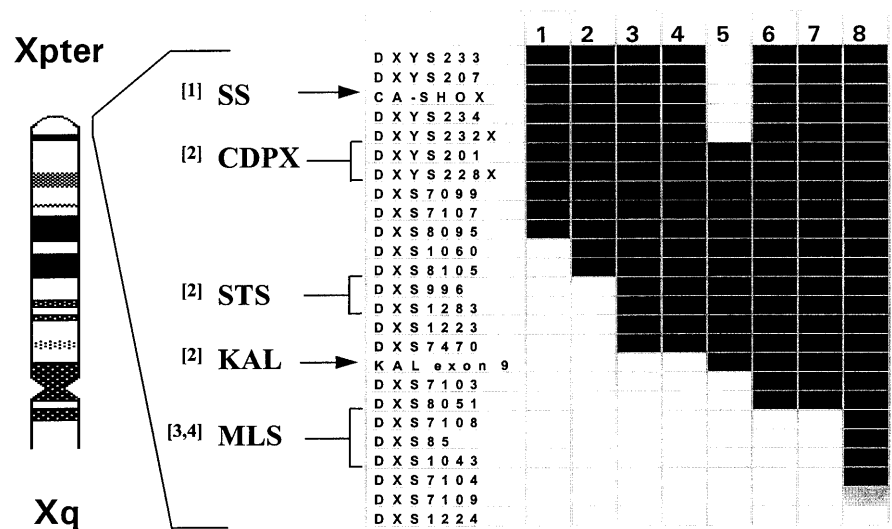 Xpter
Xq
[1] SS
[2] CDPX
[2] STS
[2] KAL
[3,4] MLS
1 2 3 4 5 6 7 8
DXYS233
DXYS207
CA-SHOX
DXYS234
DXYS232X
DXYS201
DXYS228X
DXS7099
DXS7107
DXS8095
DXS1060
DXS8105
DXS996
DXS1283
DXS1223
DXS7470
KAL exon 9
DXS7103
DXS8051
DXS7108
DXS85
DXS1043
DXS7104
DXS7109
DXS1224